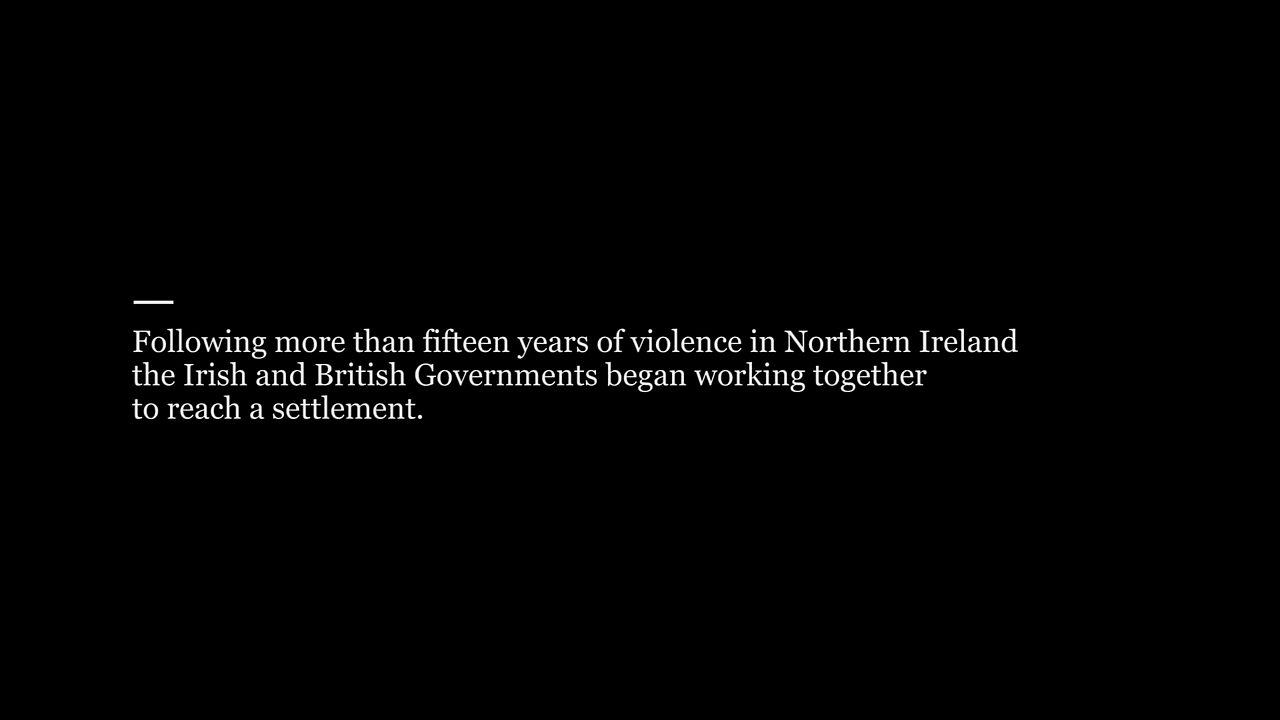 Following more than fifteen years of violence in Northern Ireland
the Irish and British Governments began working together
to reach a settlement.